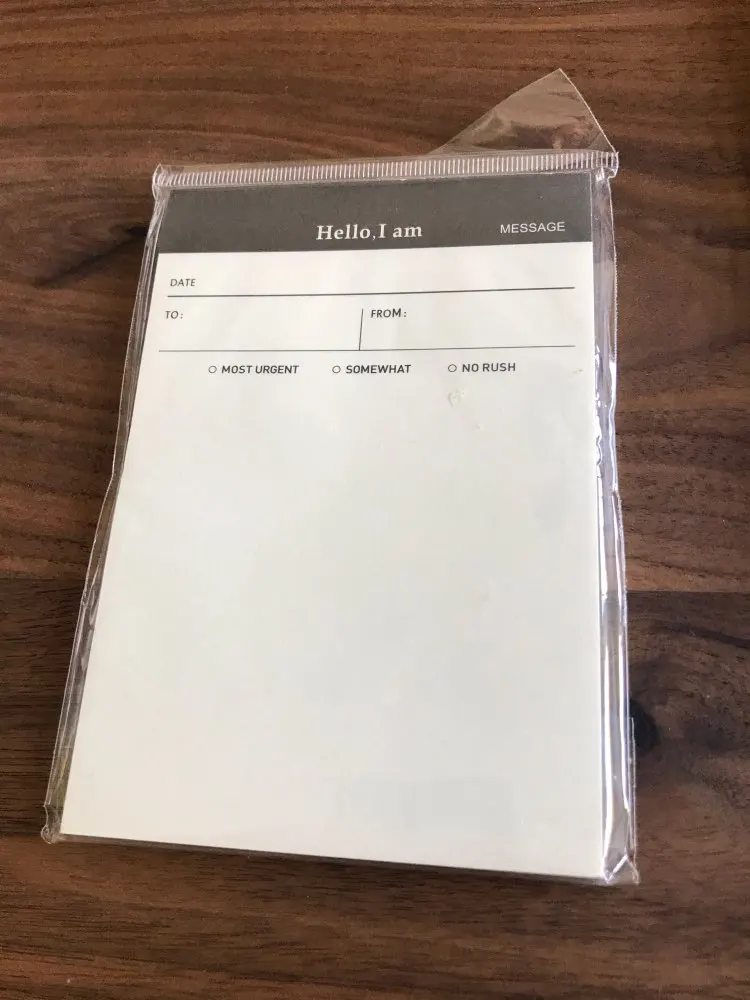 Hello,I am MESSAGE
DATE
TO: FROM:
MOST URGENT SOMEWHAT NO RUSH